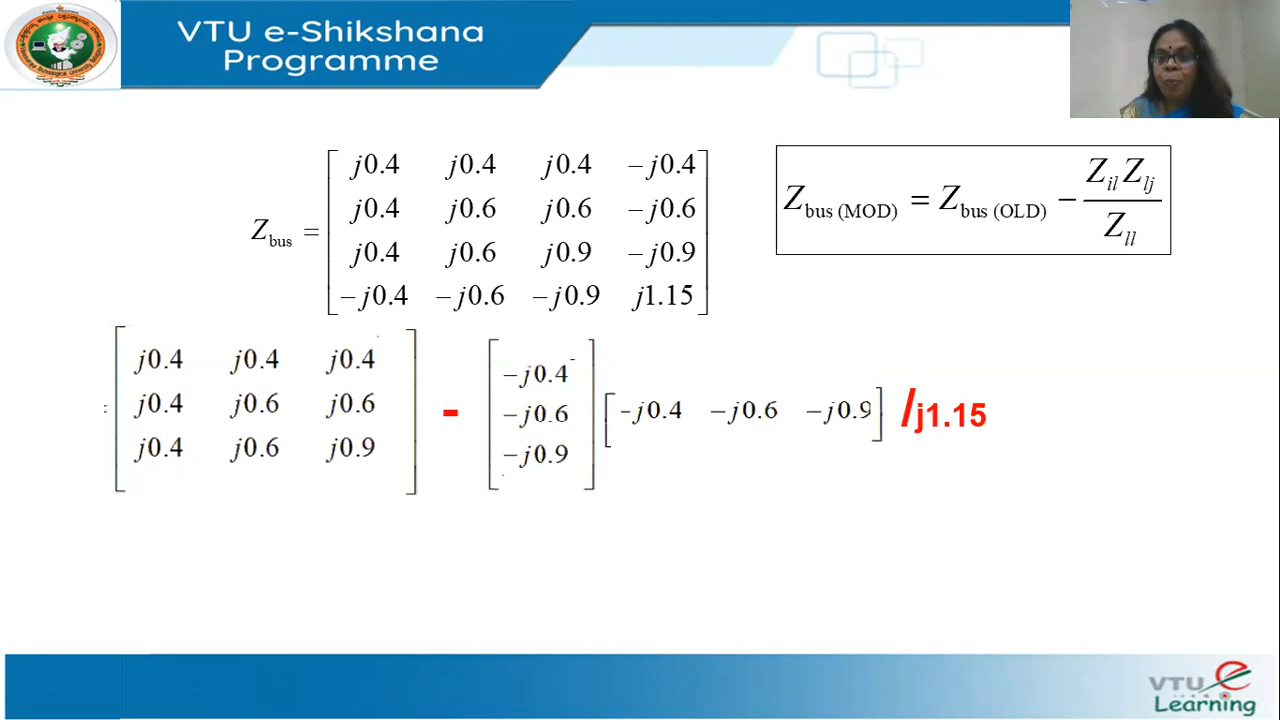 VTU e-Shikshana
Programme
Z_bus = [ j0.4 j0.4 j0.4 −j0.4
j0.4 j0.6 j0.6 −j0.6
j0.4 j0.6 j0.9 −j0.9
−j0.4 −j0.6 −j0.9 j1.15 ]
Z_bus (MOD) = Z_bus (OLD) − Z_il Z_lj / Z_ll
= [ j0.4 j0.4 j0.4
j0.4 j0.6 j0.6
j0.4 j0.6 j0.9 ]
- [ −j0.4
−j0.6
−j0.9 ]
[ −j0.4 −j0.6 −j0.9 ] /j1.15
VTU e
Learning